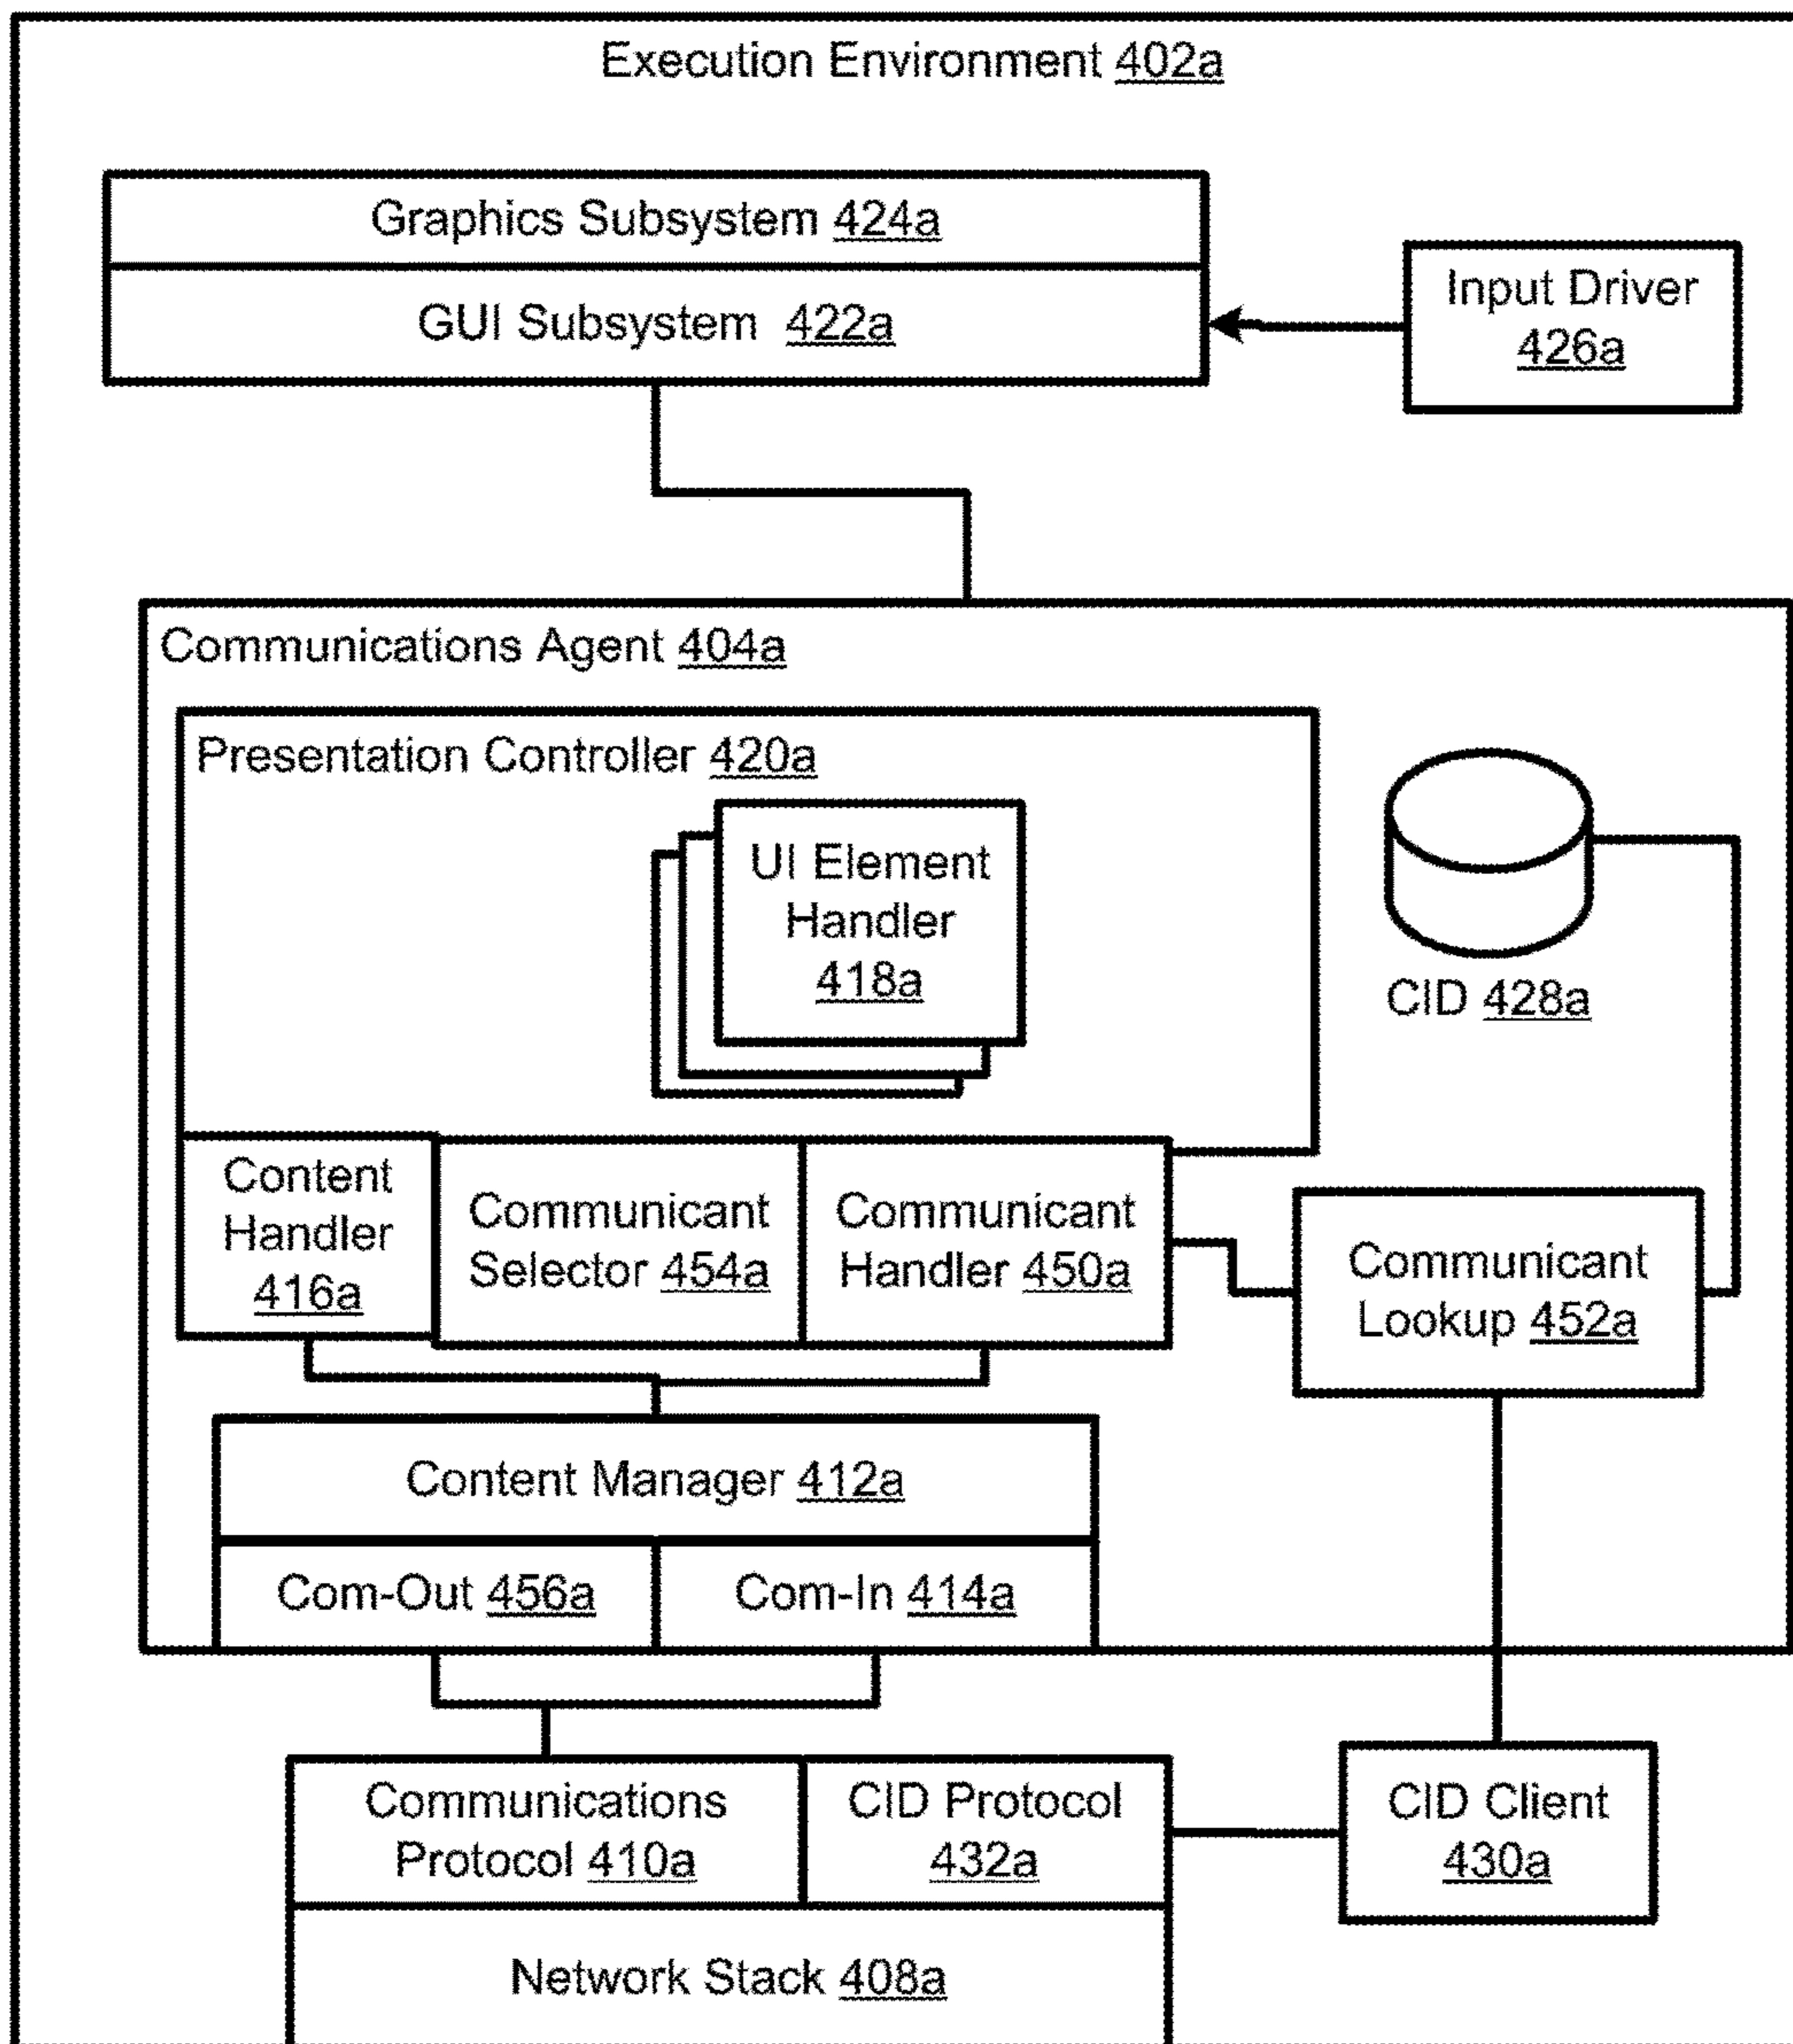 Execution Environment 402a
Graphics Subsystem 424a
GUI Subsystem 422a
Input Driver
426a
Communications Agent 404a
Presentation Controller 420a
UI Element
Handler
418a
CID 428a
Content
Handler
416a
Communicant
Selector 454a
Communicant
Handler 450a
Communicant
Lookup 452a
Content Manager 412a
Com-Out 456a
Com-In 414a
Communications
Protocol 410a
CID Protocol
432a
CID Client
430a
Network Stack 408a